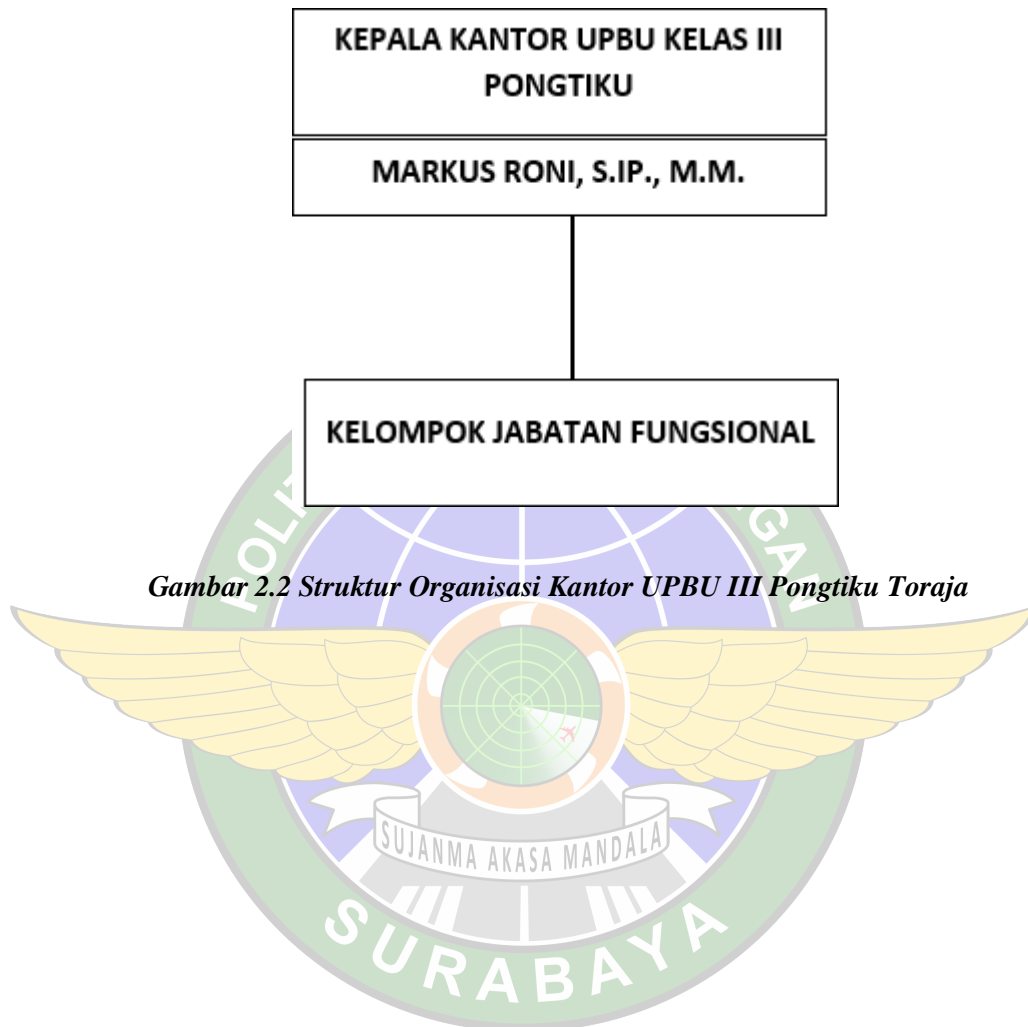 KEPALA KANTOR UPBU KELAS III
PONGTIKU
MARKUS RONI, S.IP., M.M.
KELOMPOK JABATAN FUNGSIONAL
Gambar 2.2 Struktur Organisasi Kantor UPBU III Pongtiku Toraja
SUJANMA AKASA MANDALA
SURABAYA